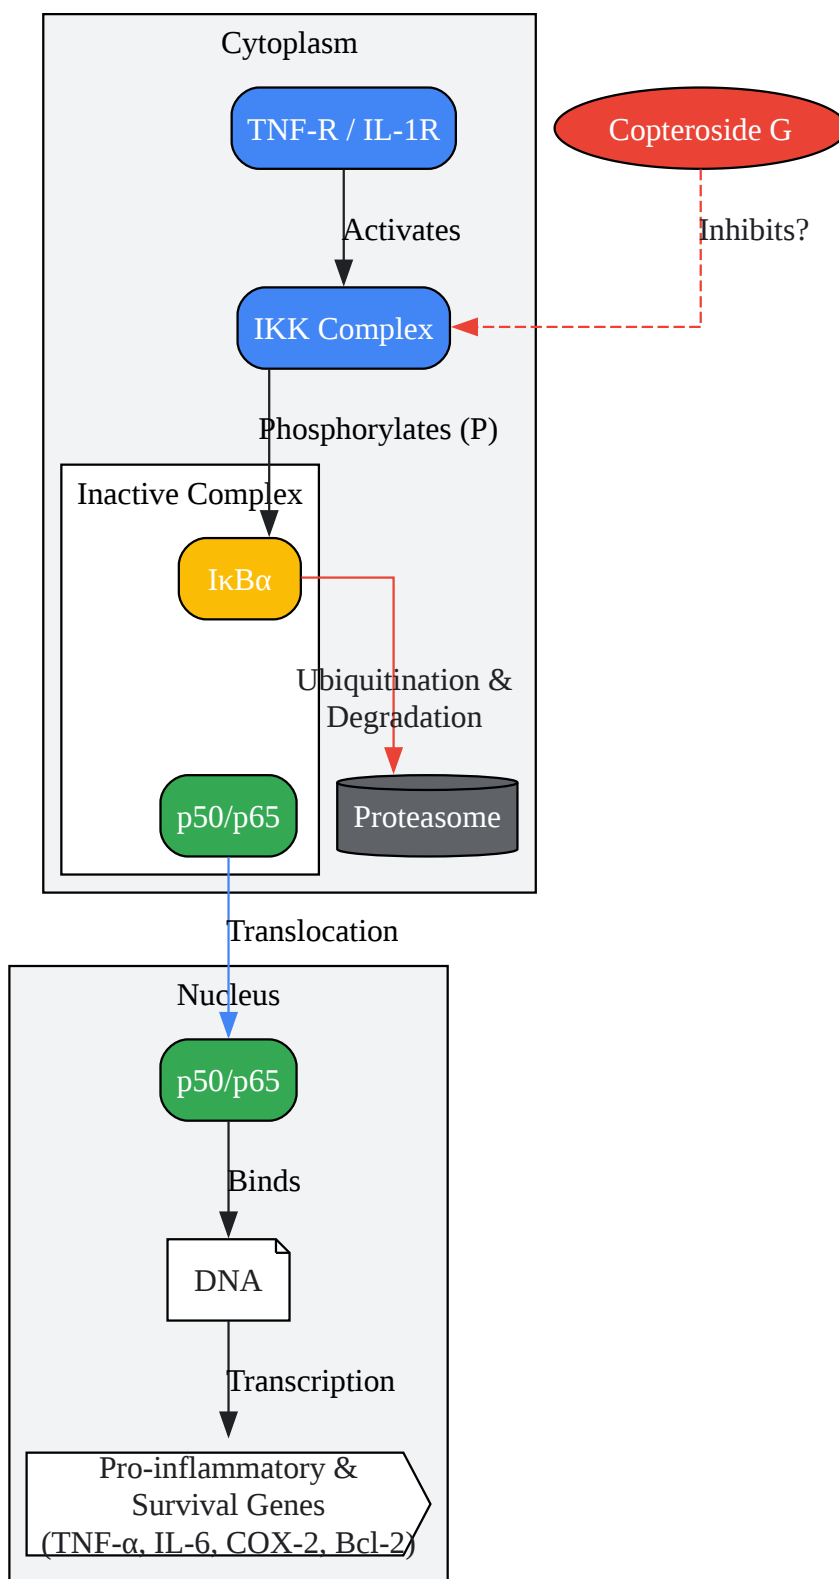 Cytoplasm
TNF-R / IL-1R
Copteroside G
Activates
Inhibits?
IKK Complex
Phosphorylates (P)
Inactive Complex
IκBα
Ubiquitination &
Degradation
p50/p65
Proteasome
Translocation
Nucleus
p50/p65
Binds
DNA
Transcription
Pro-inflammatory &
Survival Genes
(TNF-α, IL-6, COX-2, Bcl-2)